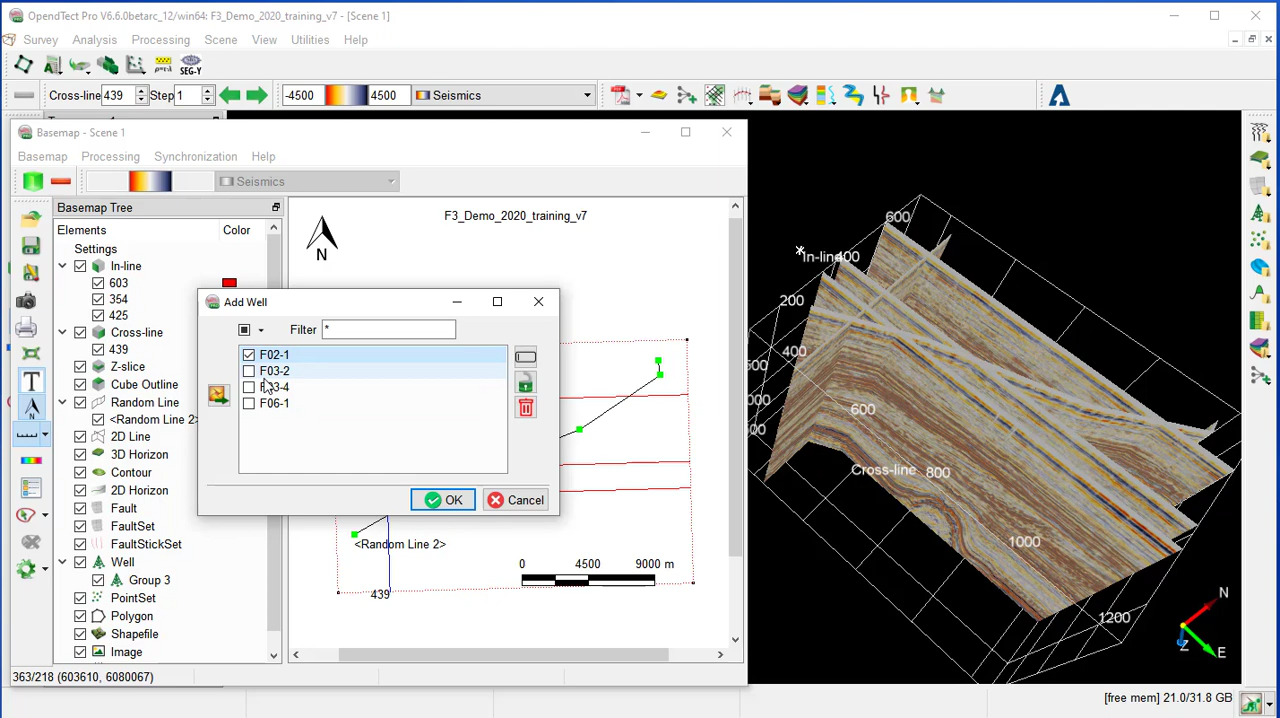 OpendTect Pro V6.6.0betarc_12/win64: F3_Demo_2020_training_v7 - [Scene 1]
Survey Analysis Processing Scene View Utilities Help
SEG-Y
Cross-line 439 Step 1 -4500 4500 Seismics
Basemap - Scene 1
Basemap Processing Synchronization Help
Seismics
Basemap Tree
Elements Color
Settings
In-line
603
354
425
Cross-line
439
Z-slice
Cube Outline
Random Line
<Random Line 2>
2D Line
3D Horizon
Contour
2D Horizon
Fault
FaultSet
FaultStickSet
Well
Group 3
PointSet
Polygon
Shapefile
Image
363/218 (603610, 6080067)
F3_Demo_2020_training_v7
N
<Random Line 2>
439
0 4500 9000 m
Add Well
Filter *
F02-1
F03-2
F03-4
F06-1
OK Cancel
600
In-line 400
200
400
600
Cross-line 800
1000
1200
N
Z E
[free mem] 21.0/31.8 GB